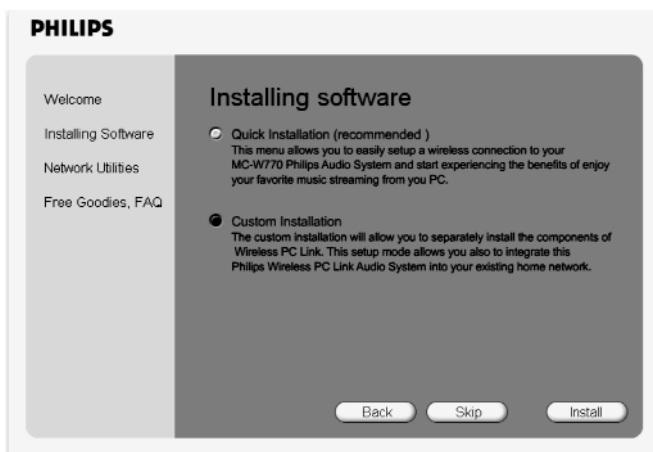 PHILIPS
Welcome
Installing Software
Network Utilities
Free Goodies, FAQ
Installing software
Quick Installation (recommended )
This menu allows you to easily setup a wireless connection to your
MC-W770 Philips Audio System and start experiencing the benefits of enjoy
your favorite music streaming from you PC.
Custom Installation
The custom installation will allow you to separately install the components of
Wireless PC Link. This setup mode allows you also to integrate this
Philips Wireless PC Link Audio System into your existing home network.
Back
Skip
Install